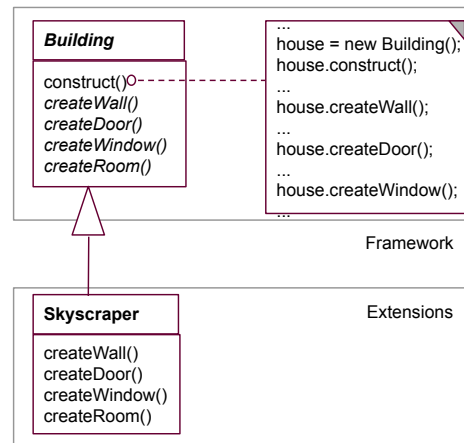 Building
construct()
createWall()
createDoor()
createWindow()
createRoom()
...
house = new Building();
house.construct();
...
house.createWall();
...
house.createDoor();
...
house.createWindow();
...
Framework
Extensions
Skyscraper
createWall()
createDoor()
createWindow()
createRoom()